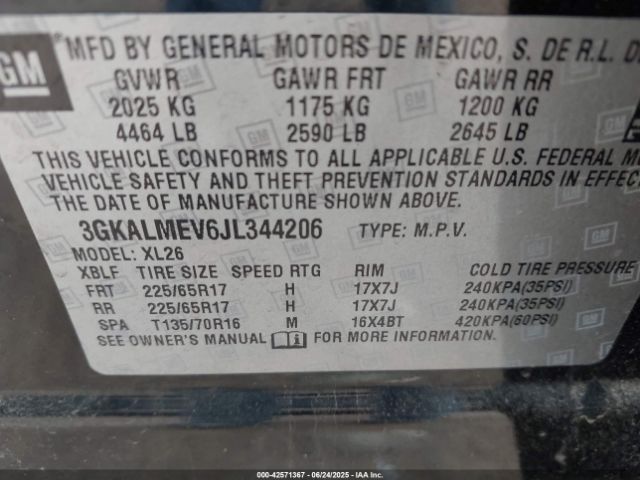 GM
MFD BY GENERAL MOTORS DE MEXICO, S. DE R.L. DE
GVWR GAWR FRT GAWR RR
2025 KG 1175 KG 1200 KG
4464 LB 2590 LB 2645 LB
THIS VEHICLE CONFORMS TO ALL APPLICABLE U.S. FEDERAL
VEHICLE SAFETY AND THEFT PREVENTION STANDARDS IN EFFEC
THE DATE OF MANUFACTURE SHOWN ABOVE.
3GKALMEV6JL344206 TYPE: M.P.V.
MODEL: XL26
XBLF TIRE SIZE SPEED RTG RIM COLD TIRE PRESSURE
FRT 225/65R17 H 17X7J 240KPA(35PSI)
RR 225/65R17 H 17X7J 240KPA(35PSI)
SPA T135/70R16 M 16X4BT 420KPA(60PSI)
SEE OWNER'S MANUAL FOR MORE INFORMATION.
000-42571367 - 06/24/2025 - IAAI.COM